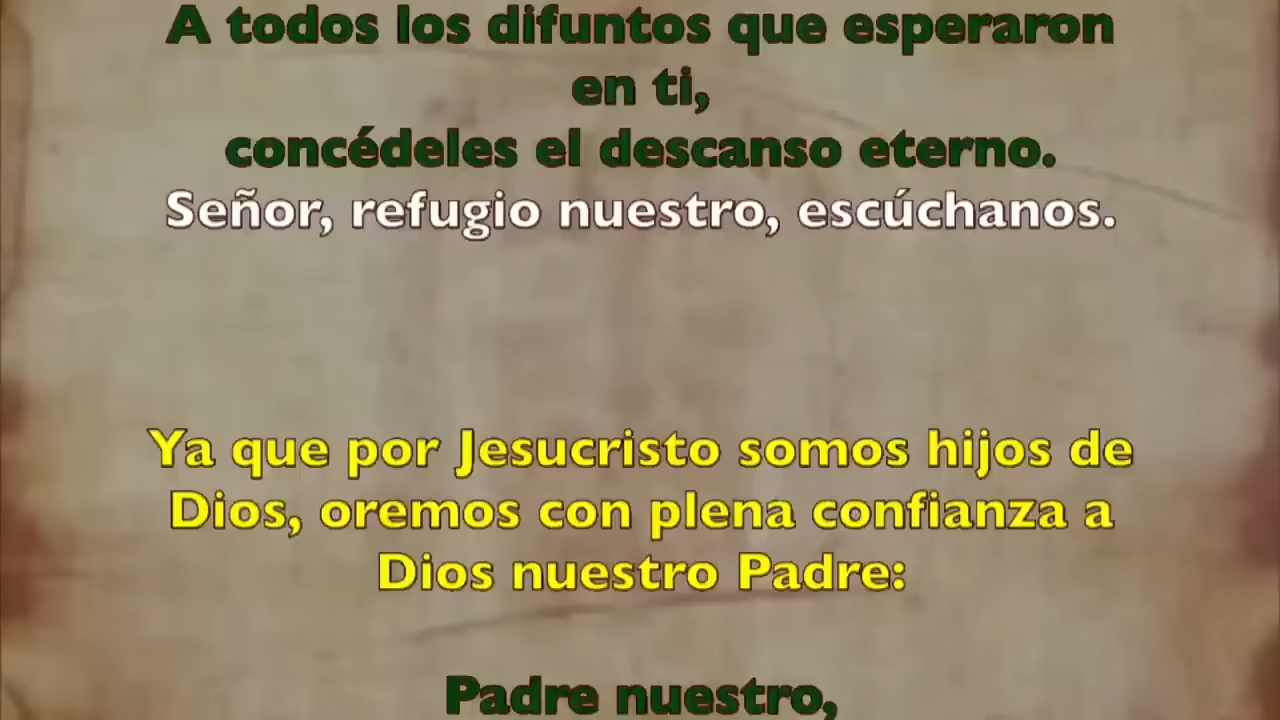 A todos los difuntos que esperaron
en ti,
concédeles el descanso eterno.
Señor, refugio nuestro, escúchanos.
Ya que por Jesucristo somos hijos de
Dios, oremos con plena confianza a
Dios nuestro Padre:
Padre nuestro,